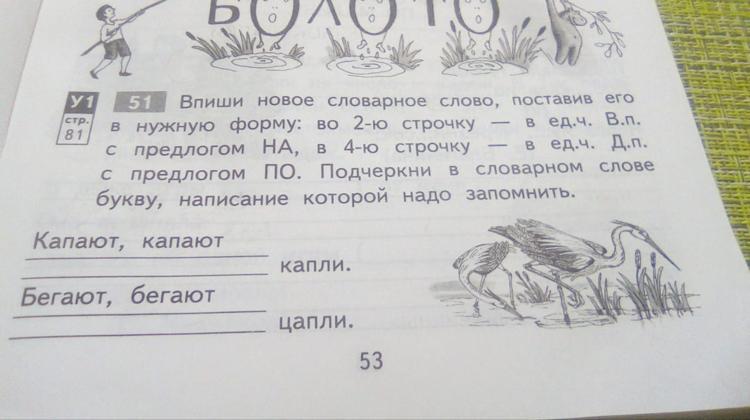 БОЛОТО
У1 51 Впиши новое словарное слово, поставив его
стр. 81 в нужную форму: во 2-ю строчку — в ед.ч. В.п.
с предлогом НА, в 4-ю строчку — в ед.ч. Д.п.
с предлогом ПО. Подчеркни в словарном слове
букву, написание которой надо запомнить.
Капают, капают
капли.
Бегают, бегают
цапли.
53